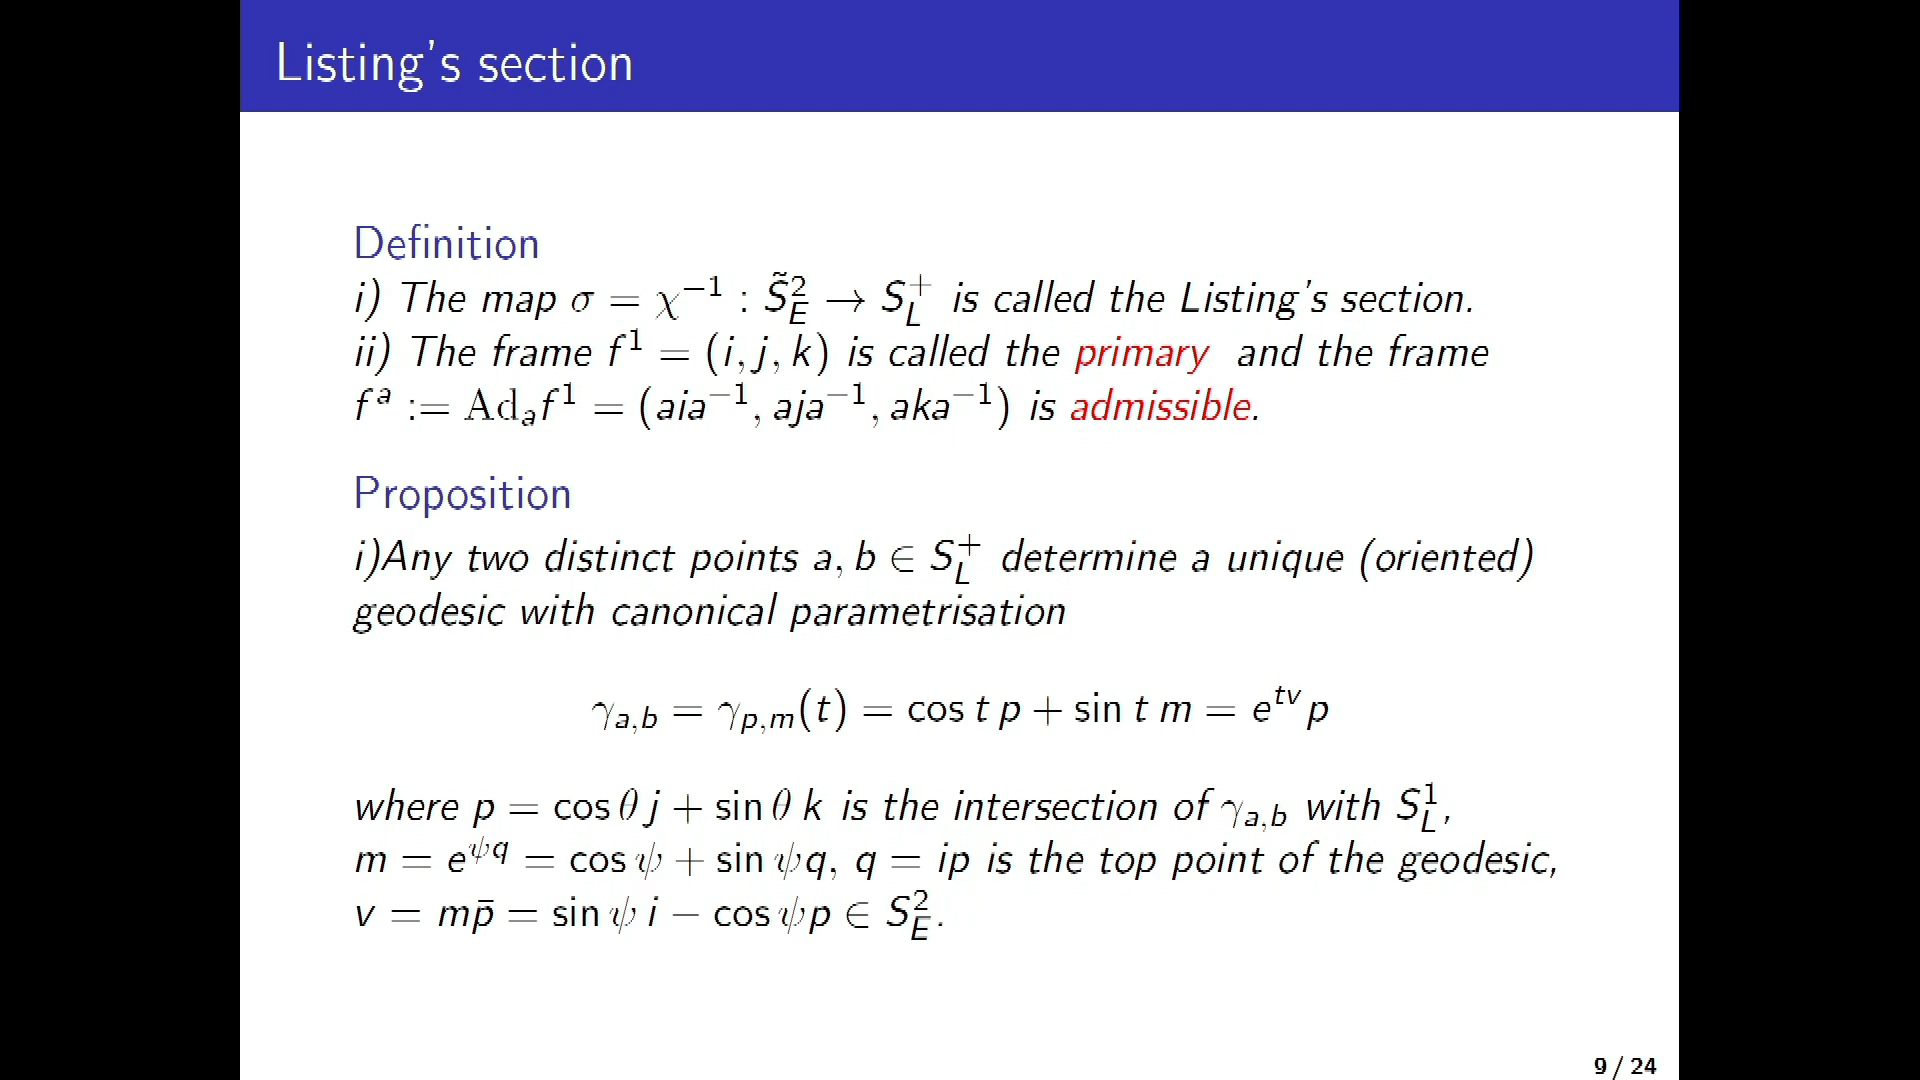 Listing's section
Definition
i) The map σ = χ⁻¹ : S̃²_E → S⁺_L is called the Listing's section.
ii) The frame f¹ = (i, j, k) is called the primary and the frame
fᵃ := Ad_a f¹ = (aia⁻¹, aja⁻¹, aka⁻¹) is admissible.
Proposition
i)Any two distinct points a, b ∈ S⁺_L determine a unique (oriented)
geodesic with canonical parametrisation
γ_{a,b} = γ_{p,m}(t) = cos t p + sin t m = e^{tv} p
where p = cos θ j + sin θ k is the intersection of γ_{a,b} with S¹_L,
m = e^{ψq} = cos ψ + sin ψq, q = ip is the top point of the geodesic,
v = mp̄ = sin ψ i − cos ψp ∈ S²_E.
9 / 24